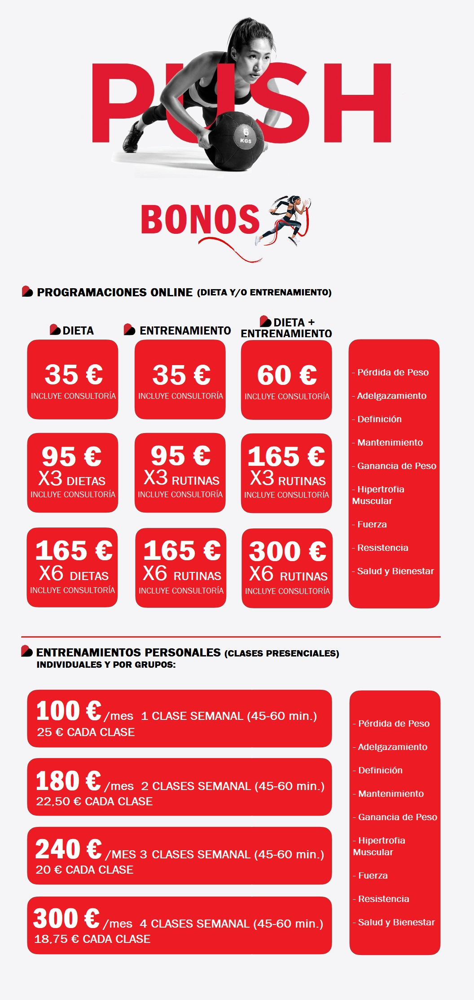 PUSH
6
KGS
BONOS
PROGRAMACIONES ONLINE (DIETA Y/O ENTRENAMIENTO)
DIETA
ENTRENAMIENTO
DIETA +
ENTRENAMIENTO
35 €
INCLUYE CONSULTORÍA
35 €
INCLUYE CONSULTORÍA
60 €
INCLUYE CONSULTORÍA
95 €
X3 DIETAS
INCLUYE CONSULTORÍA
95 €
X3 RUTINAS
INCLUYE CONSULTORÍA
165 €
X3 RUTINAS
INCLUYE CONSULTORÍA
165 €
X6 DIETAS
INCLUYE CONSULTORÍA
165 €
X6 RUTINAS
INCLUYE CONSULTORÍA
300 €
X6 RUTINAS
INCLUYE CONSULTORÍA
- Pérdida de Peso
- Adelgazamiento
- Definición
- Mantenimiento
- Ganancia de Peso
- Hipertrofia
Muscular
- Fuerza
- Resistencia
- Salud y Bienestar
ENTRENAMIENTOS PERSONALES (CLASES PRESENCIALES)
INDIVIDUALES Y POR GRUPOS:
100 € /mes 1 CLASE SEMANAL (45-60 min.)
25 € CADA CLASE
180 € /mes 2 CLASES SEMANAL (45-60 min.)
22,50 € CADA CLASE
240 € /MES 3 CLASES SEMANAL (45-60 min.)
20 € CADA CLASE
300 € /mes 4 CLASES SEMANAL (45-60 min.)
18,75 € CADA CLASE
- Pérdida de Peso
- Adelgazamiento
- Definición
- Mantenimiento
- Ganancia de Peso
- Hipertrofia
Muscular
- Fuerza
- Resistencia
- Salud y Bienestar